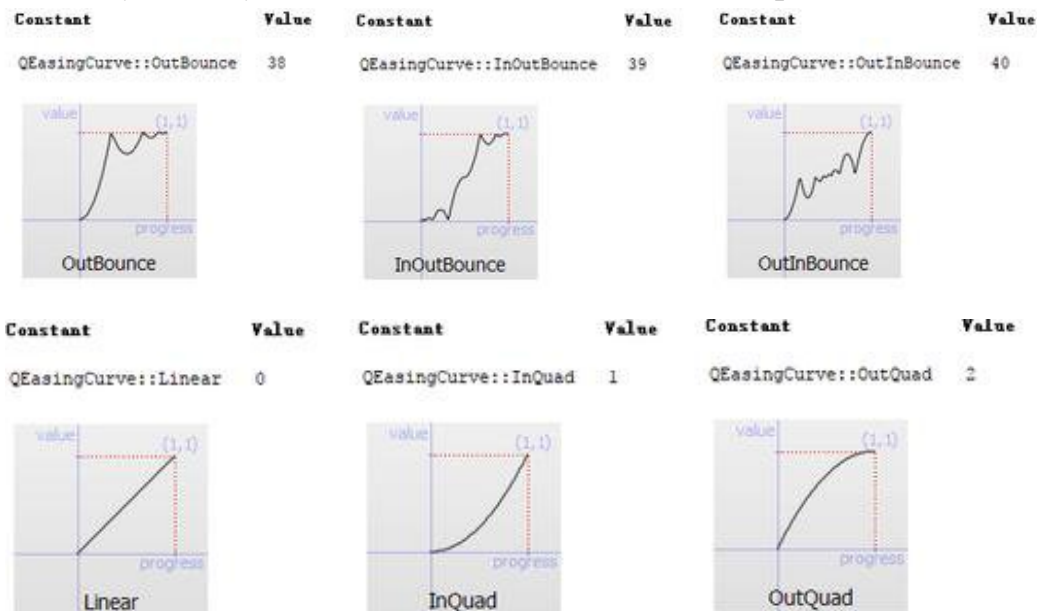 Constant Value Constant Value Constant Value
QEasingCurve::OutBounce 38 QEasingCurve::InOutBounce 39 QEasingCurve::OutInBounce 40
value (1,1) value (1,1) value (1,1)
progress progress progress
OutBounce InOutBounce OutInBounce
Constant Value Constant Value Constant Value
QEasingCurve::Linear 0 QEasingCurve::InQuad 1 QEasingCurve::OutQuad 2
value (1,1) value (1,1) value (1,1)
progress progress progress
Linear InQuad OutQuad